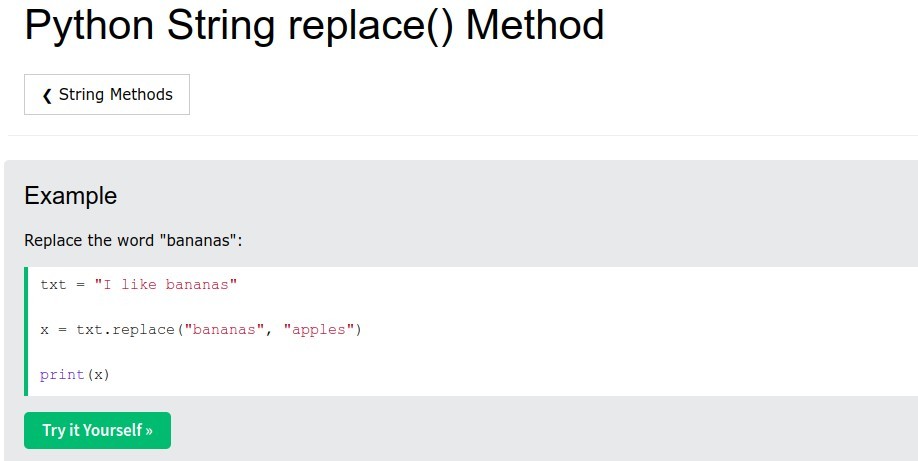 Python String replace() Method
❮ String Methods
Example
Replace the word "bananas":
txt = "I like bananas"
x = txt.replace("bananas", "apples")
print(x)
Try it Yourself »